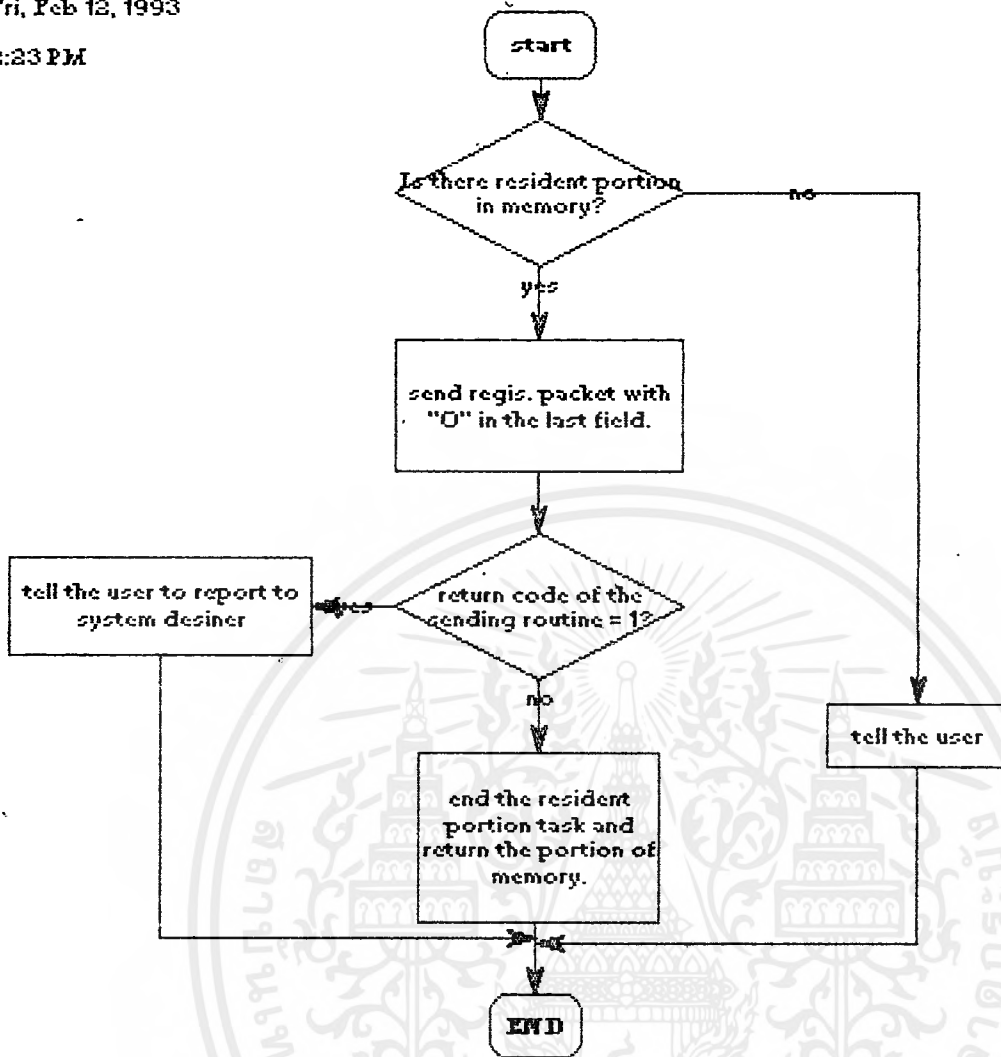 Fri, Feb 12, 1993
:23 PM
start
Is there resident portion
in memory?
no
yes
send regis. packet with
"O" in the last field.
return code of the
sending routine = 1?
yes
tell the user to report to
system desiner
no
tell the user
end the resident
portion task and
return the portion of
memory.
END